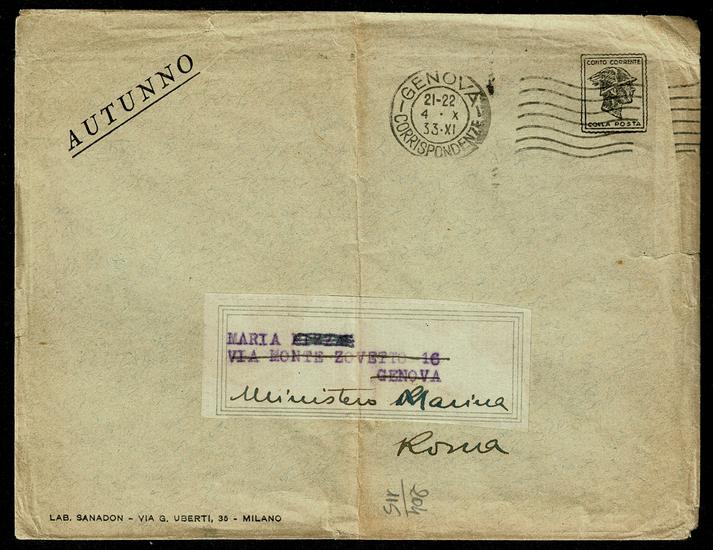 AUTUNNO
GENOVA
21-22
4 · X
33·XI
CORRISPONDENZE
CONTO CORRENTE
COLLA POSTA
MARIA
VIA MONTE ZOVETTO 16
GENOVA
Ministero Marina
Roma
LAB. SANADON - VIA G. UBERTI, 35 - MILANO